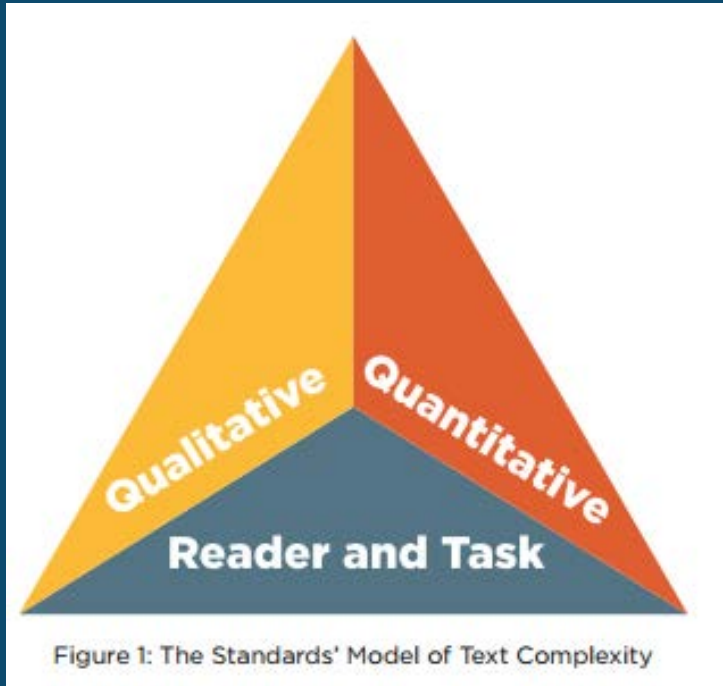 Qualitative
Quantitative
Reader and Task
Figure 1: The Standards' Model of Text Complexity